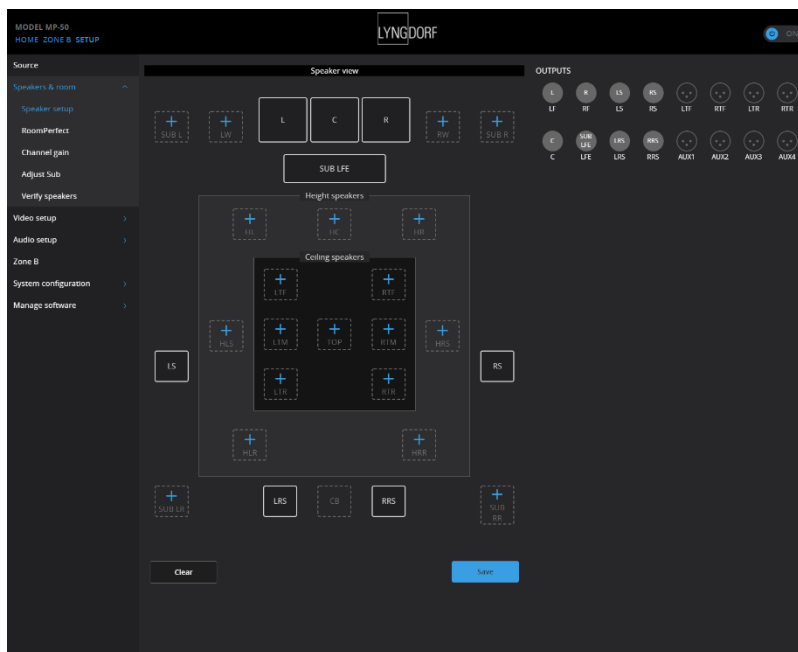 MODEL MP-50
HOME ZONE B SETUP
LYNGDORF
ON
Source
Speakers & room
Speaker setup
RoomPerfect
Channel gain
Adjust Sub
Verify speakers
Video setup
Audio setup
Zone B
System configuration
Manage software
Speaker view
SUB L
LW
L
C
R
RW
SUB R
SUB LFE
Height speakers
HL
HC
HR
Ceiling speakers
LTF
RTF
HLS
LTM
TOP
RTM
HRS
LS
RS
LTR
RTR
HLR
HRR
SUB LR
LRS
CB
RRS
SUB
RR
Clear
Save
OUTPUTS
L R LS RS
LF RF LS RS LTF RTF LTR RTR
C SUB LFE LRS RRS
C LFE LRS RRS AUX1 AUX2 AUX3 AUX4